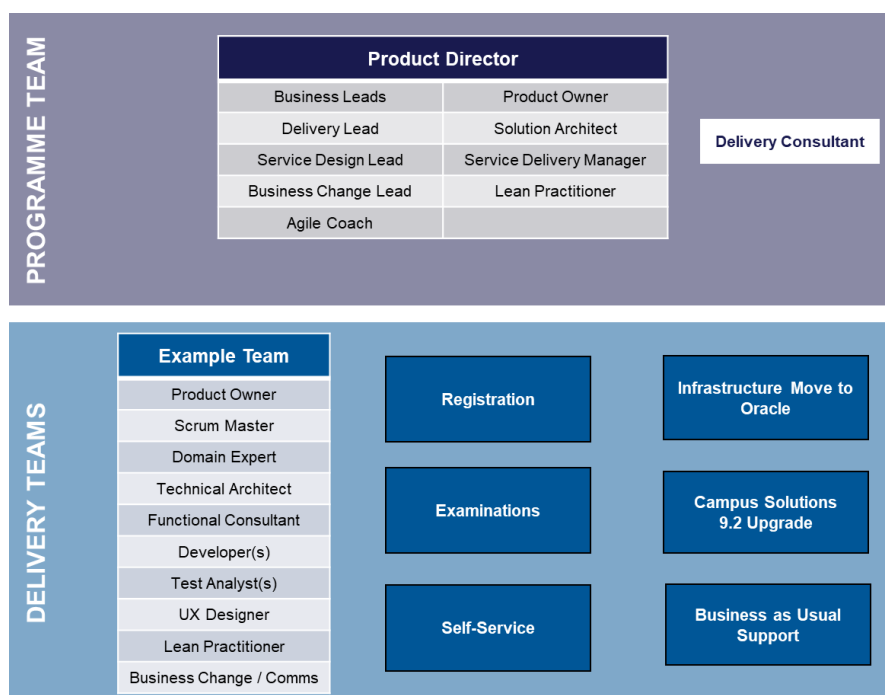 PROGRAMME TEAM
Product Director
Business Leads Product Owner
Delivery Lead Solution Architect
Service Design Lead Service Delivery Manager
Business Change Lead Lean Practitioner
Agile Coach
Delivery Consultant
DELIVERY TEAMS
Example Team
Product Owner
Scrum Master
Domain Expert
Technical Architect
Functional Consultant
Developer(s)
Test Analyst(s)
UX Designer
Lean Practitioner
Business Change / Comms
Registration
Examinations
Self-Service
Infrastructure Move to
Oracle
Campus Solutions
9.2 Upgrade
Business as Usual
Support